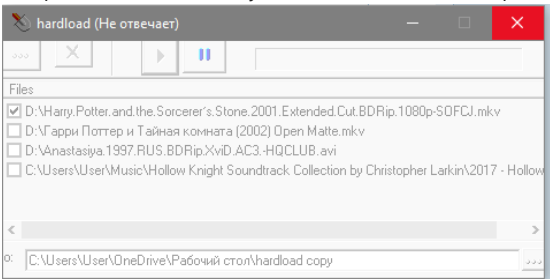 hardload (Не отвечает)
Files
D:\Harry.Potter.and.the.Sorcerer's.Stone.2001.Extended.Cut.BDRip.1080p-SOFCJ.mkv
D:\Гарри Поттер и Тайная комната (2002) Open Matte.mkv
D:\Anastasiya.1997.RUS.BDRip.XviD.AC3.-HQCLUB.avi
C:\Users\User\Music\Hollow Knight Soundtrack Collection by Christopher Larkin\2017 - Hollow
о: C:\Users\User\OneDrive\Рабочий стол\hardload copy ...